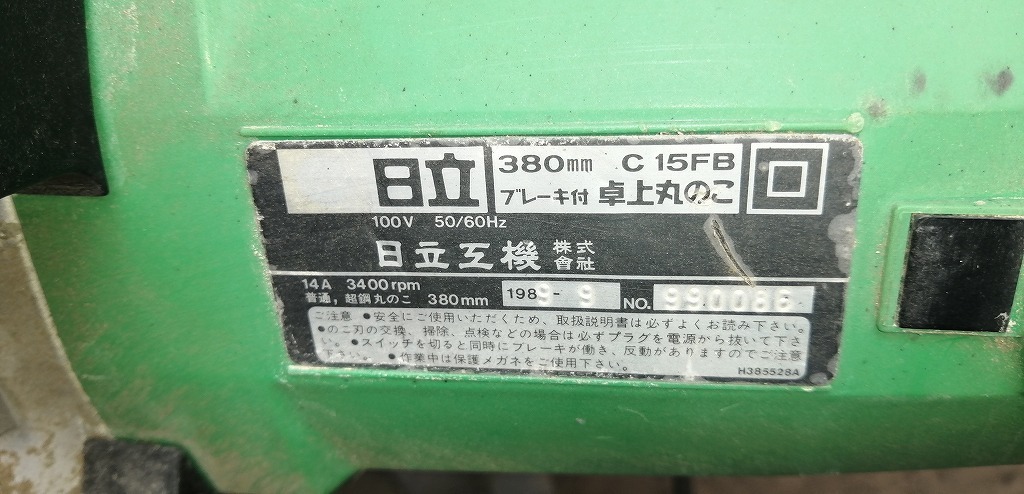 日立
380mm C15FB
ブレーキ付 卓上丸のこ
100V 50/60Hz
日立工機 株式會社
14A 3400rpm
普通,超鋼丸のこ 380mm 1989-9 NO. 990086
ご注意 ●安全にご使用いただくため、取扱説明書は必ずよくお読み下さい。
●のこ刃の交換、掃除、点検などの場合は必ずプラグを電源から抜いて下さい。
●スイッチを切ると同時にブレーキが働き、反動がありますのでご注意下さい。
●作業中は保護メガネをご使用下さい。
H385528A